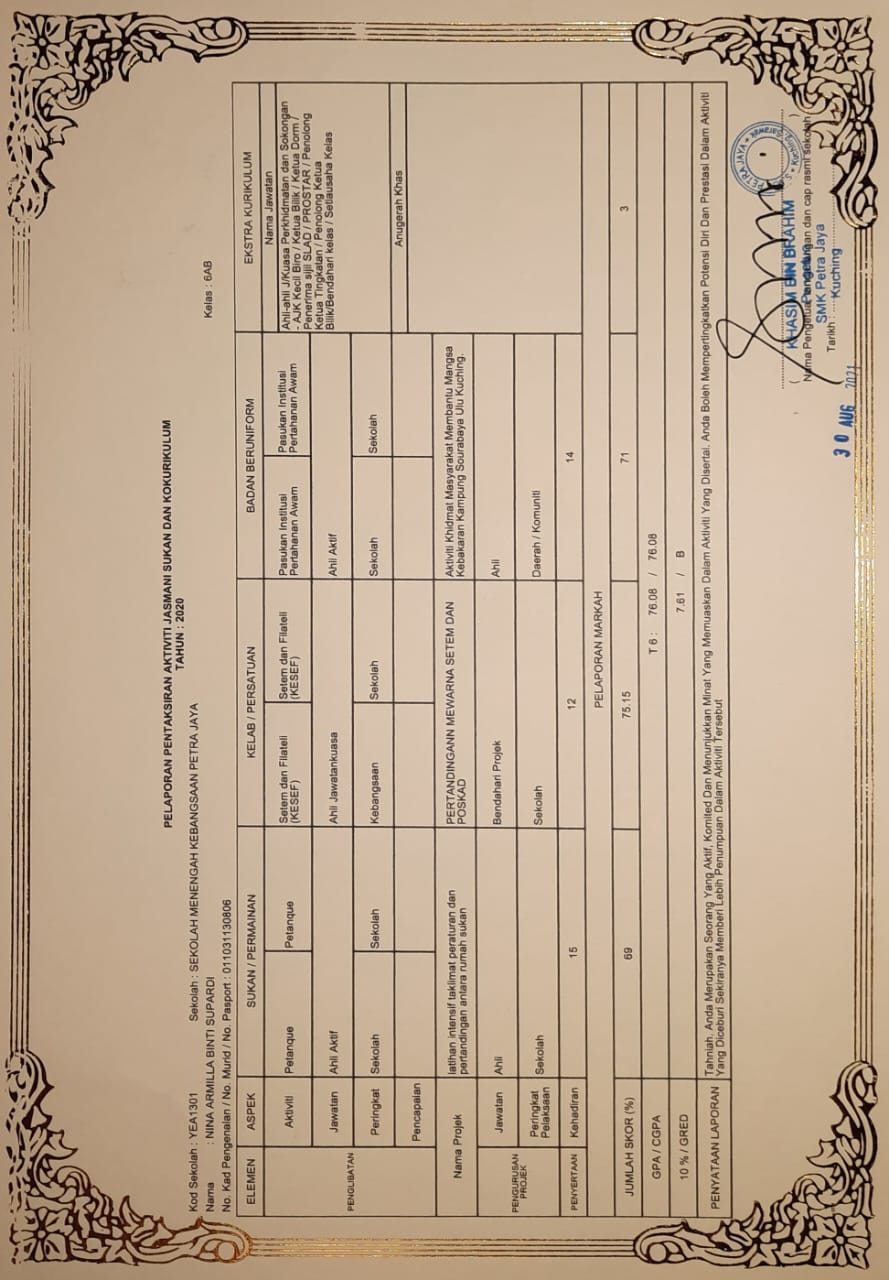 PELAPORAN PENTAKSIRAN AKTIVITI JASMANI SUKAN DAN KOKURIKULUM
TAHUN : 2020
Kod Sekolah : YEA1301 Sekolah : SEKOLAH MENENGAH KEBANGSAAN PETRA JAYA
Nama : NINA ARMILLA BINTI SUPARDI Kelas : 6AB
No. Kad Pengenalan / No. Murid / No. Pasport : 011031130806
ELEMEN ASPEK SUKAN / PERMAINAN KELAB / PERSATUAN BADAN BERUNIFORM EKSTRA KURIKULUM
PENGLIBATAN
Aktiviti Petanque Petanque Setem dan Filateli (KESEF) Setem dan Filateli (KESEF) Pasukan Institusi Pertahanan Awam Pasukan Institusi Pertahanan Awam
Nama Jawatan
Ahli-ahli J/Kuasa Perkhidmatan dan Sokongan
- AJK Kecil Biro / Ketua Bilik / Ketua Dorm /
Penerima sijil SLAD / PROSTAR / Penolong
Ketua Tingkatan / Penolong Ketua
Bilik/Bendahari kelas / Setiausaha Kelas
Jawatan Ahli Aktif Ahli Jawatankuasa Ahli Aktif
Peringkat Sekolah Sekolah Kebangsaan Sekolah Sekolah Sekolah
Pencapaian
Anugerah Khas
PENGURUSAN PROJEK
Nama Projek
latihan intensif taklimat peraturan dan
pertandingan antara rumah sukan
PERTANDINGANN MEWARNA SETEM DAN
POSKAD
Aktiviti Khidmat Masyarakat Membantu Mangsa
Kebakaran Kampung Sourabaya Ulu Kuching.
Jawatan Ahli Bendahari Projek Ahli
Peringkat Pelaksaan Sekolah Sekolah Daerah / Komuniti
PENYERTAAN Kehadiran 15 12 14
PELAPORAN MARKAH
JUMLAH SKOR (%) 69 75.15 71 3
GPA / CGPA T 6 : 76.08 / 76.08
10 % / GRED 7.61 / B
PENYATAAN LAPORAN
Tahniah. Anda Merupakan Seorang Yang Aktif, Komited Dan Menunjukkan Minat Yang Memuaskan Dalam Aktiviti Yang Disertai. Anda Boleh Mempertingkatkan Potensi Diri Dan Prestasi Dalam Aktiviti
Yang Diceburi Sekiranya Memberi Lebih Penumpuan Dalam Aktiviti Tersebut
PETRA JAYA
KHASIM BIN BRAHIM
SMK Petra Jaya
Tarikh : Kuching
30 AUG 2021